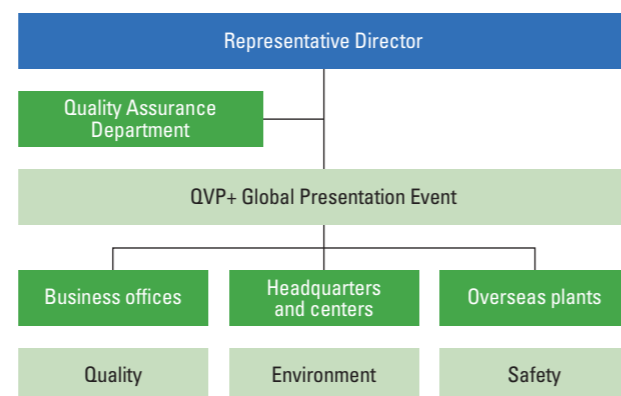 Representative Director
Quality Assurance
Department
QVP+ Global Presentation Event
Business offices
Headquarters
and centers
Overseas plants
Quality
Environment
Safety